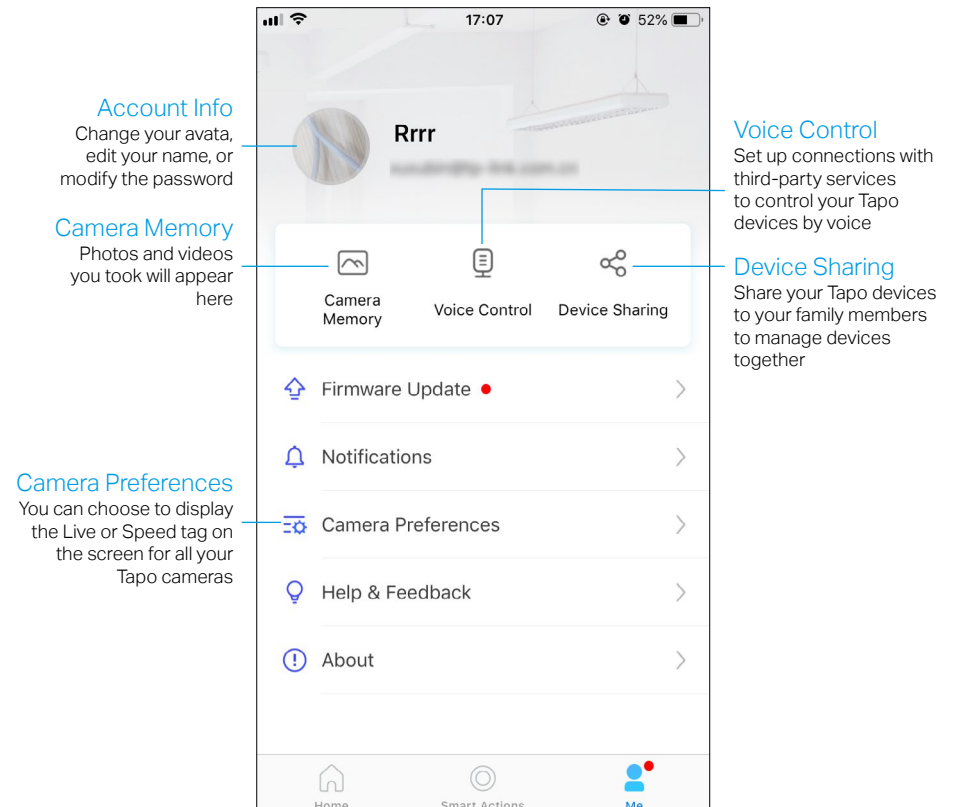 17:07
52%
Account Info
Change your avata,
edit your name, or
modify the password
Rrrr
Voice Control
Set up connections with
third-party services
to control your Tapo
devices by voice
Camera Memory
Photos and videos
you took will appear
here
Device Sharing
Share your Tapo devices
to your family members
to manage devices
together
Camera
Memory
Voice Control
Device Sharing
Firmware Update
Notifications
Camera Preferences
You can choose to display
the Live or Speed tag on
the screen for all your
Tapo cameras
Camera Preferences
Help & Feedback
About
Home
Smart Actions
Me